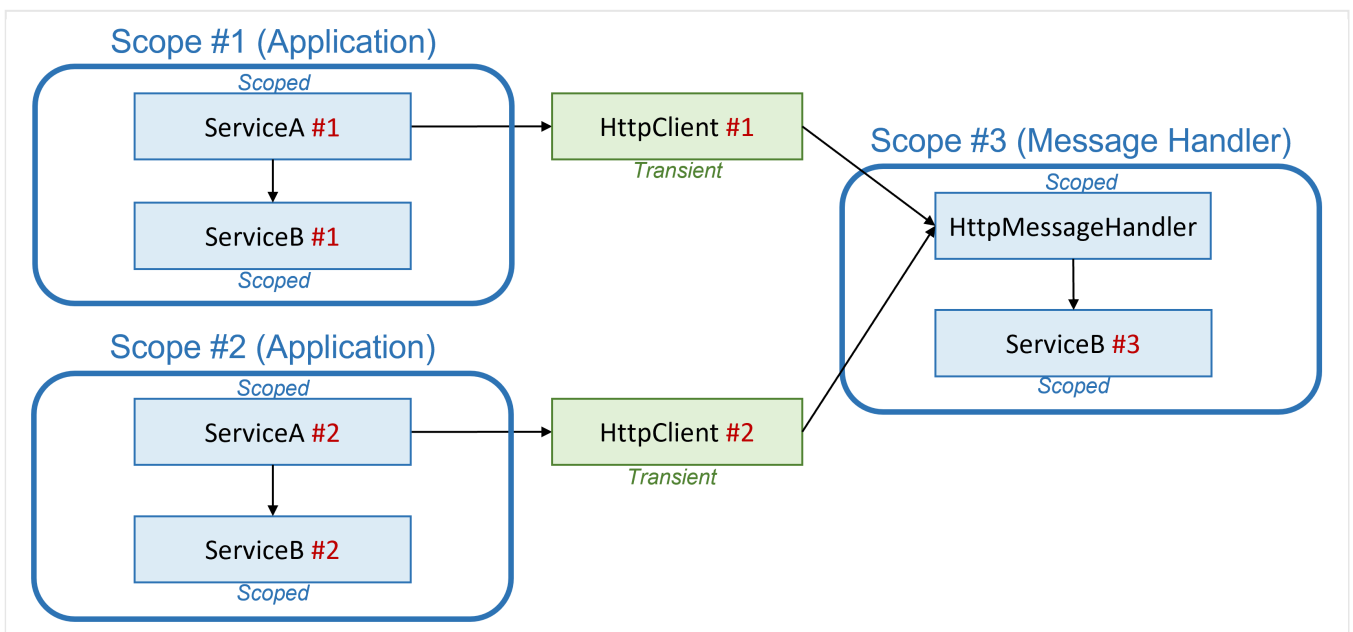 Scope #1 (Application)
Scoped
ServiceA #1
ServiceB #1
Scoped
HttpClient #1
Transient
Scope #2 (Application)
Scoped
ServiceA #2
ServiceB #2
Scoped
HttpClient #2
Transient
Scope #3 (Message Handler)
Scoped
HttpMessageHandler
ServiceB #3
Scoped